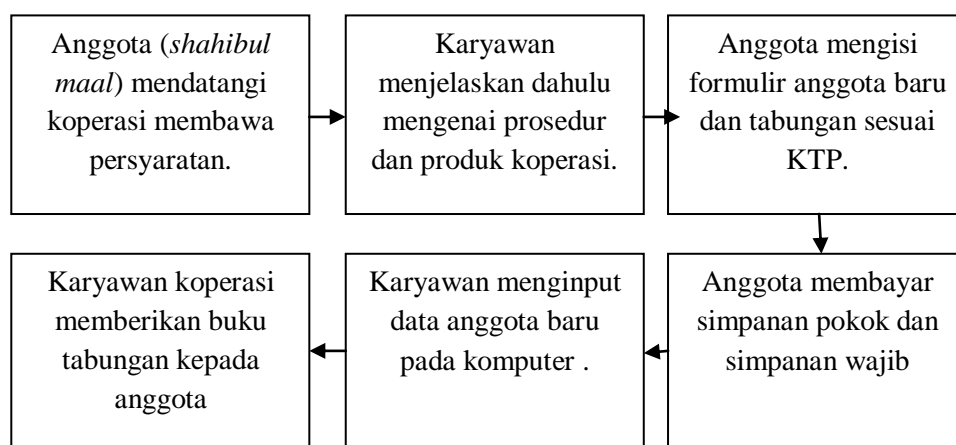 Anggota (shahibul
maal) mendatangi
koperasi membawa
persyaratan.
Karyawan
menjelaskan dahulu
mengenai prosedur
dan produk koperasi.
Anggota mengisi
formulir anggota baru
dan tabungan sesuai
KTP.
Anggota membayar
simpanan pokok dan
simpanan wajib
Karyawan menginput
data anggota baru
pada komputer .
Karyawan koperasi
memberikan buku
tabungan kepada
anggota